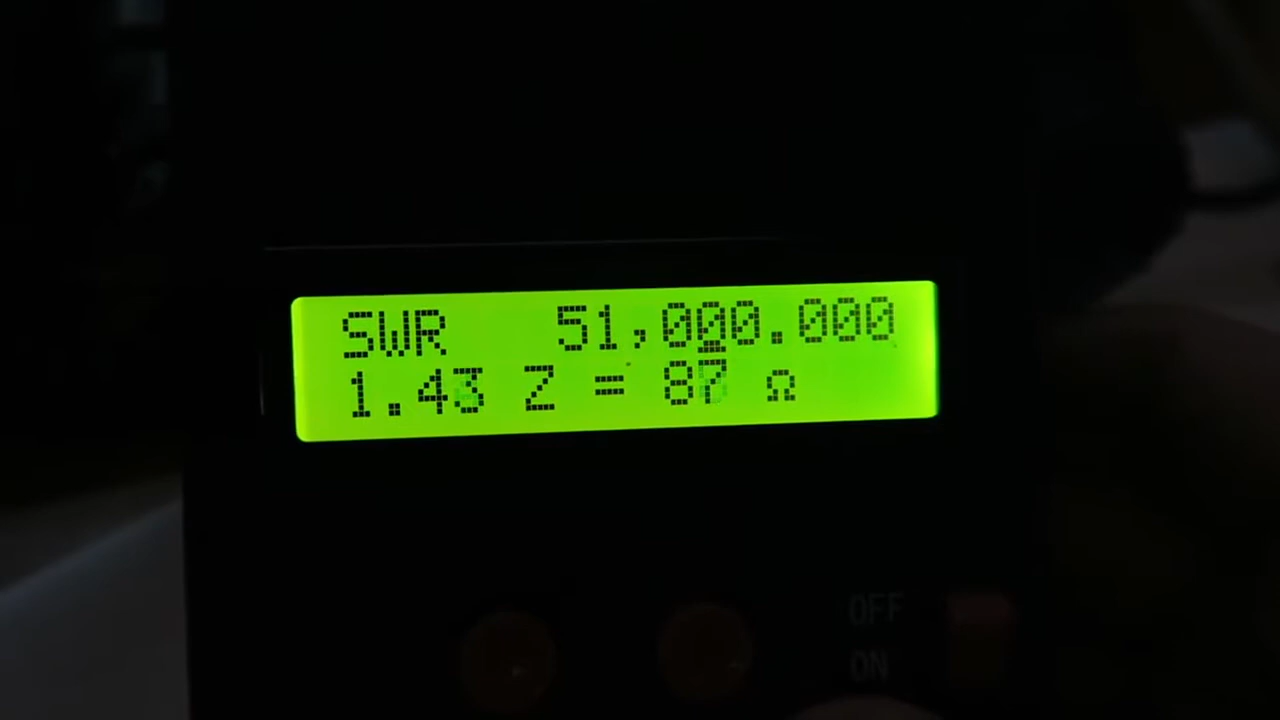 SWR 51,000.000
1.43 Z = 87 Ω
OFF
ON